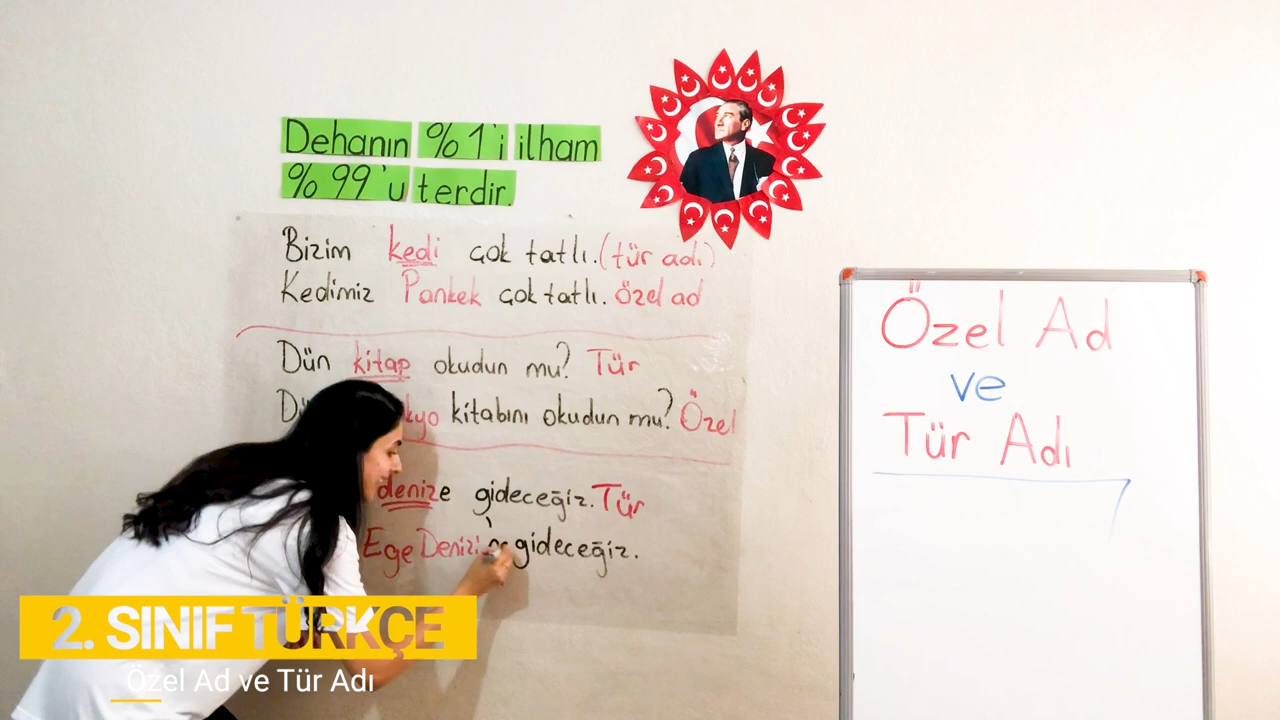 Dehanın %1'i ilham
%99'u terdir.
Bizim kedi çok tatlı. (tür adı)
Kedimiz Pankek çok tatlı. özel ad
Dün kitap okudun mu? Tür
kitabını okudun mu? Özel
denize gideceğiz. Tür
Ege Denizi' gideceğiz.
Özel Ad
ve
Tür Adı
2. SINIF TÜRKÇE
Özel Ad ve Tür Adı